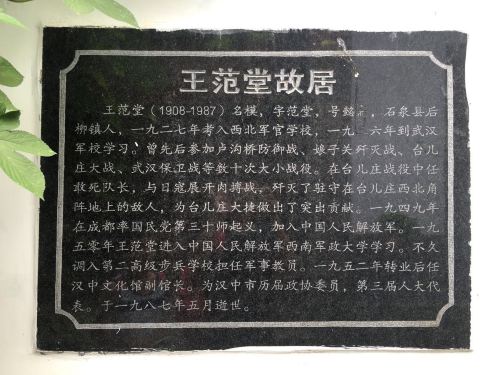 王范堂故居
王范堂（1908-1987）名模，字范堂，号懿，石泉县后
柳镇人，一九二七年考入西北军官学校，一九 六年到武汉
军校学习。曾先后参加卢沟桥防御战、娘子关歼灭战、台儿
庄大战、武汉保卫战等数十次大小战役。在台儿庄战役中任
敢死队长，与日寇展开肉搏战，歼灭了驻守在台儿庄西北角
阵地上的敌人，为台儿庄大捷做出了突出贡献。一九四九年
在成都率国民党第三十师起义，加入中国人民解放军。一九
五零年王范堂进入中国人民解放军西南军政大学学习。不久
调入第二高级步兵学校担任军事教员。一九五二年转业后任
汉中文化馆副馆长。为汉中市历届政协委员，第三届人大代
表。于一九八七年五月逝世。